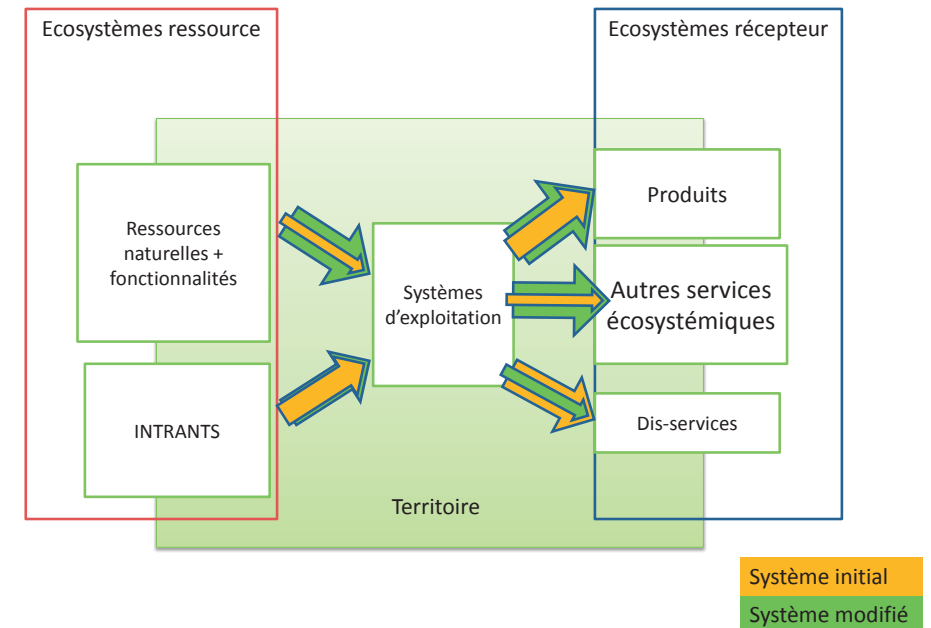 Ecosystèmes ressource
Ecosystèmes récepteur
Ressources
naturelles +
fonctionnalités
INTRANTS
Systèmes
d'exploitation
Produits
Autres services
écosystémiques
Dis-services
Territoire
Système initial
Système modifié